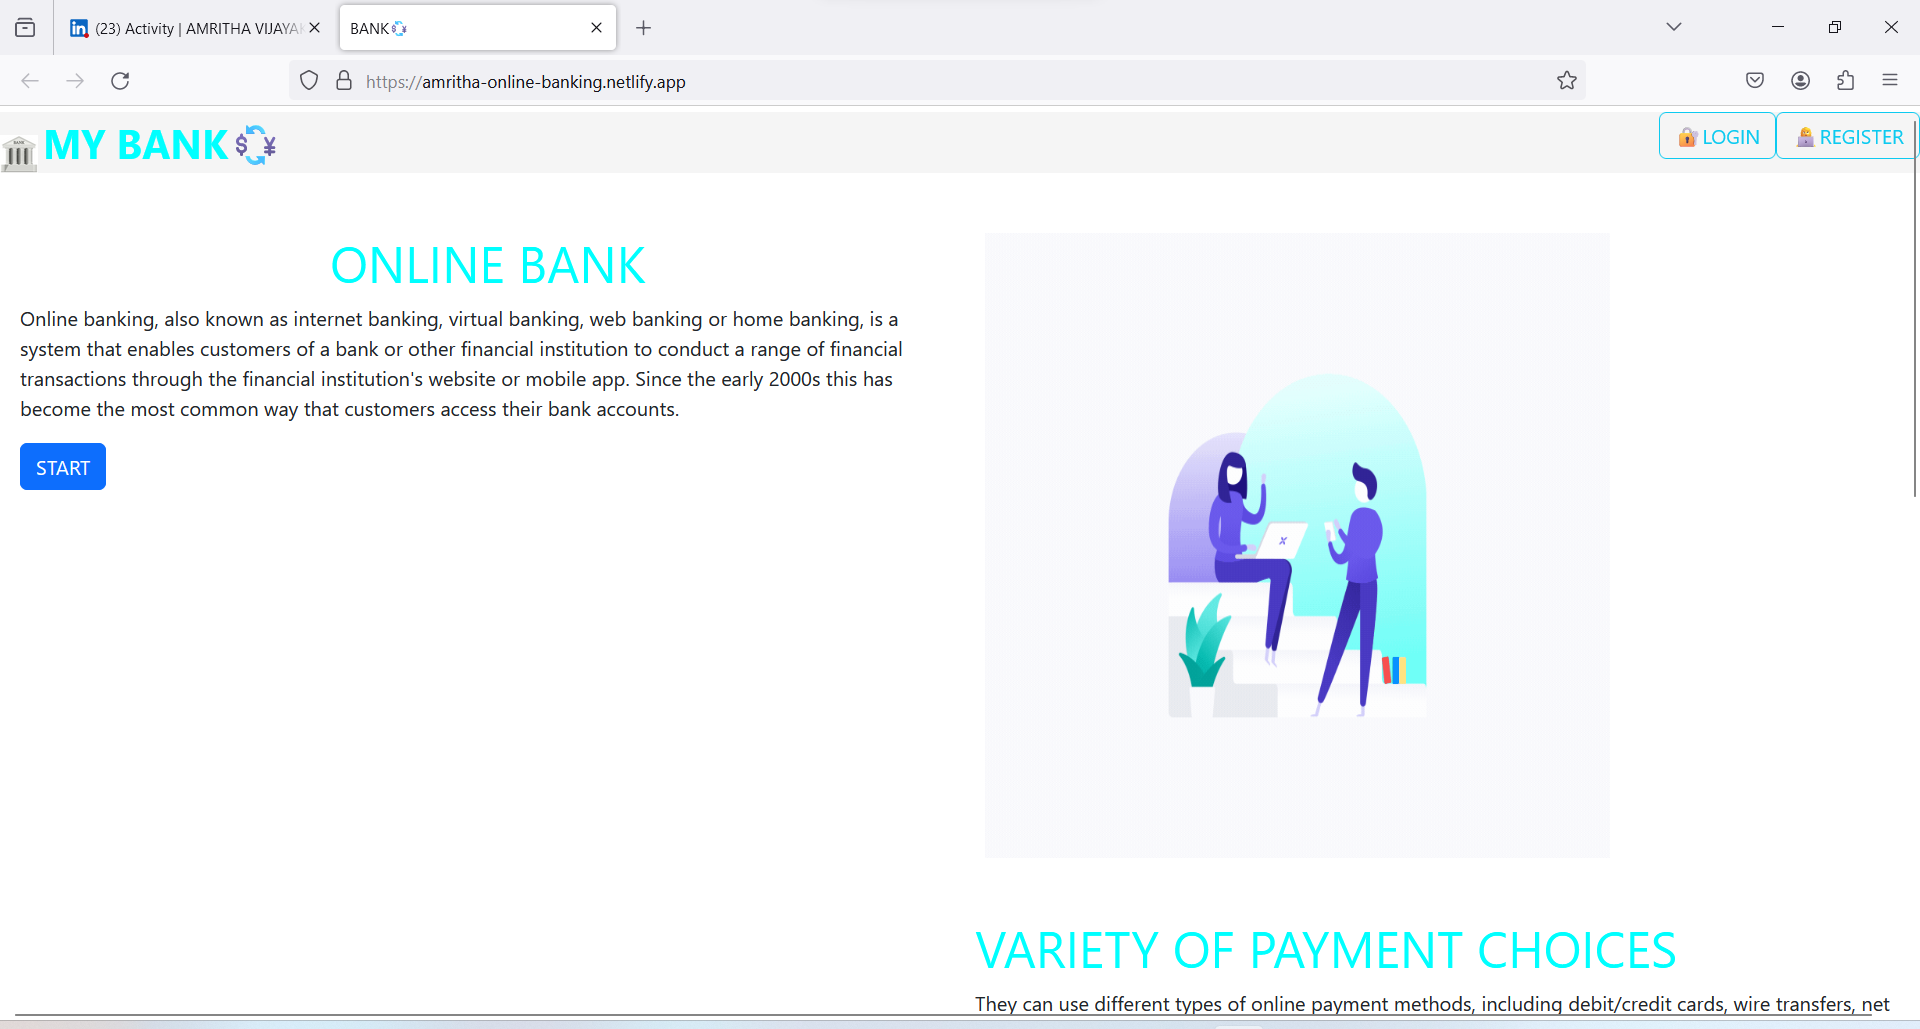 (23) Activity | AMRITHA VIJAYA
BANK
https://amritha-online-banking.netlify.app
MY BANK
LOGIN
REGISTER
ONLINE BANK
Online banking, also known as internet banking, virtual banking, web banking or home banking, is a
system that enables customers of a bank or other financial institution to conduct a range of financial
transactions through the financial institution's website or mobile app. Since the early 2000s this has
become the most common way that customers access their bank accounts.
START
VARIETY OF PAYMENT CHOICES
They can use different types of online payment methods, including debit/credit cards, wire transfers, net